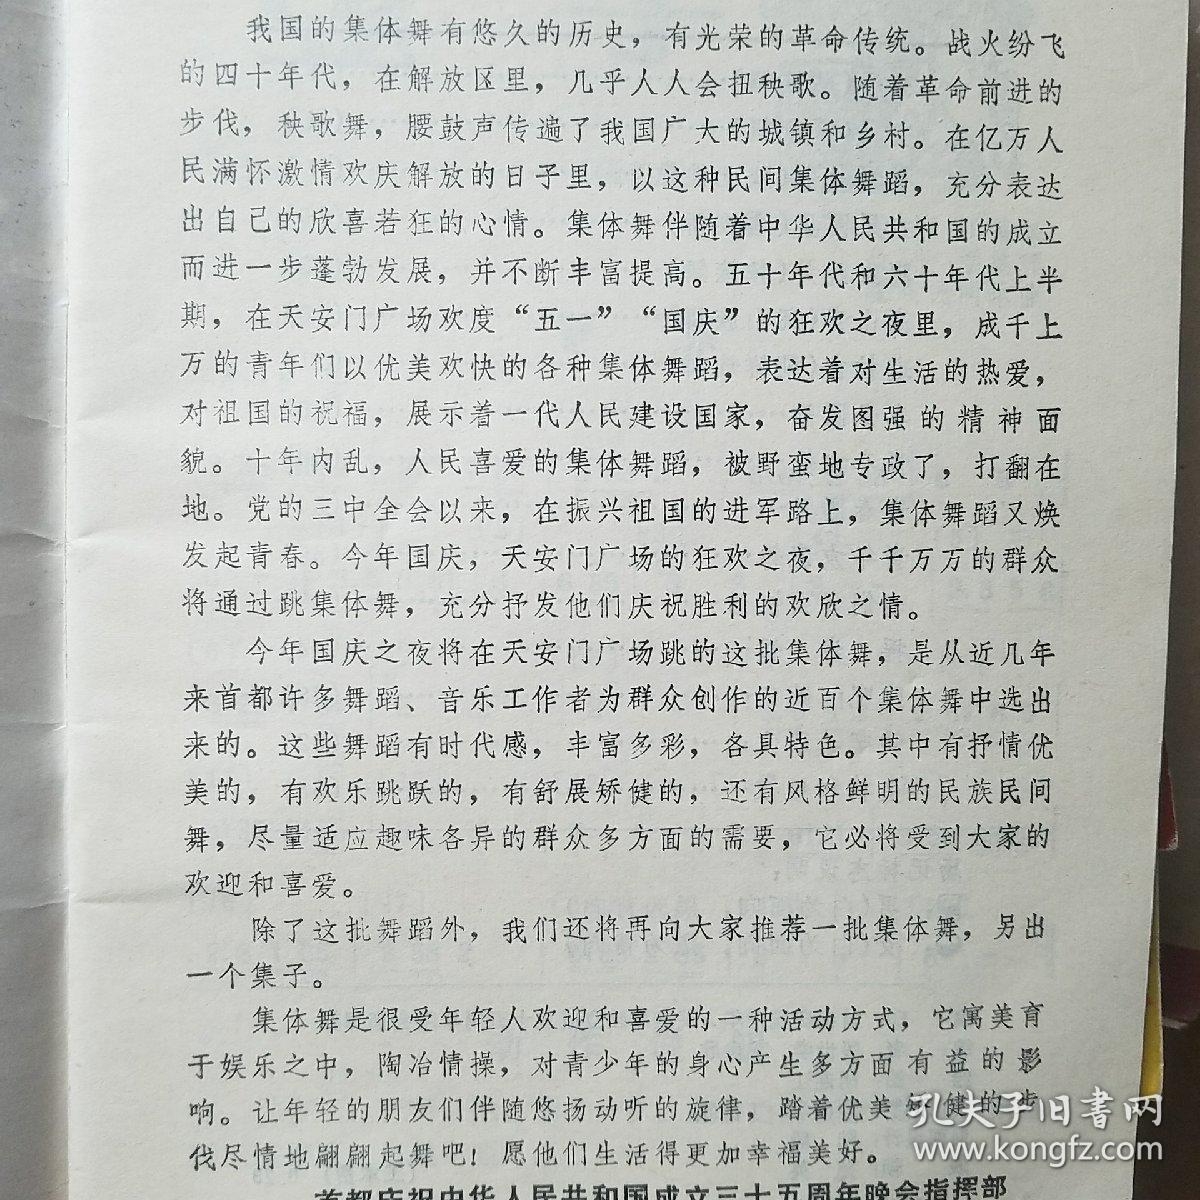 我国的集体舞有悠久的历史，有光荣的革命传统。战火纷飞
的四十年代，在解放区里，几乎人人会扭秧歌。随着革命前进的
步伐，秧歌舞，腰鼓声传遍了我国广大的城镇和乡村。在亿万人
民满怀激情欢庆解放的日子里，以这种民间集体舞蹈，充分表达
出自己的欣喜若狂的心情。集体舞伴随着中华人民共和国的成立
而进一步蓬勃发展，并不断丰富提高。五十年代和六十年代上半
期，在天安门广场欢度“五一”“国庆”的狂欢之夜里，成千上
万的青年们以优美欢快的各种集体舞蹈，表达着对生活的热爱，
对祖国的祝福，展示着一代人民建设国家，奋发图强的精神面
貌。十年内乱，人民喜爱的集体舞蹈，被野蛮地专政了，打翻在
地。党的三中全会以来，在振兴祖国的进军路上，集体舞蹈又焕
发起青春。今年国庆，天安门广场的狂欢之夜，千千万万的群众
将通过跳集体舞，充分抒发他们庆祝胜利的欢欣之情。
今年国庆之夜将在天安门广场跳的这批集体舞，是从近几年
来首都许多舞蹈、音乐工作者为群众创作的近百个集体舞中选出
来的。这些舞蹈有时代感，丰富多彩，各具特色。其中有抒情优
美的，有欢乐跳跃的，有舒展矫健的，还有风格鲜明的民族民间
舞，尽量适应趣味各异的群众多方面的需要，它必将受到大家的
欢迎和喜爱。
除了这批舞蹈外，我们还将再向大家推荐一批集体舞，另出
一个集子。
集体舞是很受年轻人欢迎和喜爱的一种活动方式，它寓美育
于娱乐之中，陶冶情操，对青少年的身心产生多方面有益的影
响。让年轻的朋友们伴随悠扬动听的旋律，踏着优美矫健的步
伐尽情地翩翩起舞吧！愿他们生活得更加幸福美好。
首都庆祝中华人民共和国成立三十五周年晚会指挥部
孔夫子旧书网
www.kongfz.com